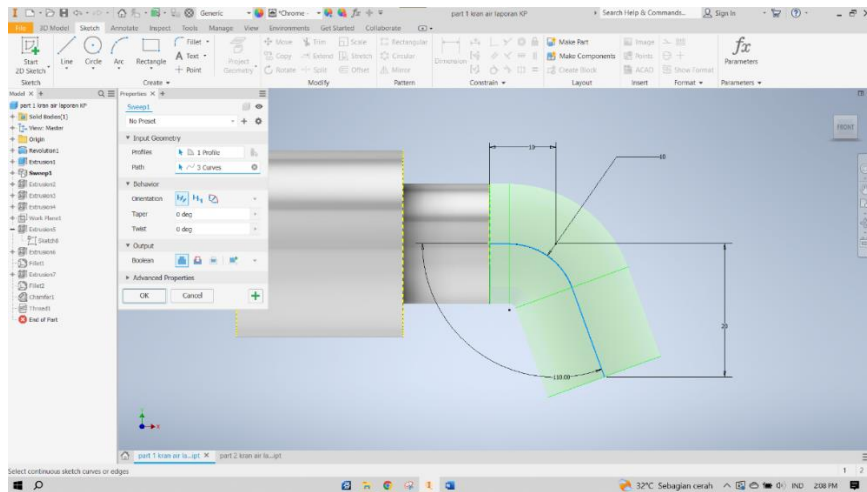 Generic
*Chrome
part 1 kran air laporan KP
Search Help & Commands...
Sign In
File 3D Model Sketch Annotate Inspect Tools Manage View Environments Get Started Collaborate
Start 2D Sketch
Line
Circle
Arc
Rectangle
Fillet
Text
Point
Project Geometry
Move
Copy
Rotate
Trim
Extend
Split
Scale
Stretch
Offset
Rectangular
Circular
Mirror
Dimension
Make Part
Make Components
Create Block
Image
Points
ACAD
Show Format
fx
Parameters
Sketch
Create
Modify
Pattern
Constrain
Layout
Insert
Format
Parameters
Model
part 1 kran air laporan KP
Solid Bodies(1)
View: Master
Origin
Revolution1
Extrusion1
Sweep1
Extrusion2
Extrusion3
Extrusion4
Work Plane1
Extrusion5
Sketch8
Extrusion6
Fillet1
Extrusion7
Fillet2
Chamfer1
Thread1
End of Part
Properties
Sweep1
No Preset
Input Geometry
Profiles 1 Profile
Path 3 Curves
Behavior
Orientation
Taper 0 deg
Twist 0 deg
Output
Boolean
Advanced Properties
OK Cancel
FRONT
10
110.00
part 1 kran air la...ipt
part 2 kran air la...ipt
Select continuous sketch curves or edges
1 2
32°C Sebagian cerah
IND
2:08 PM